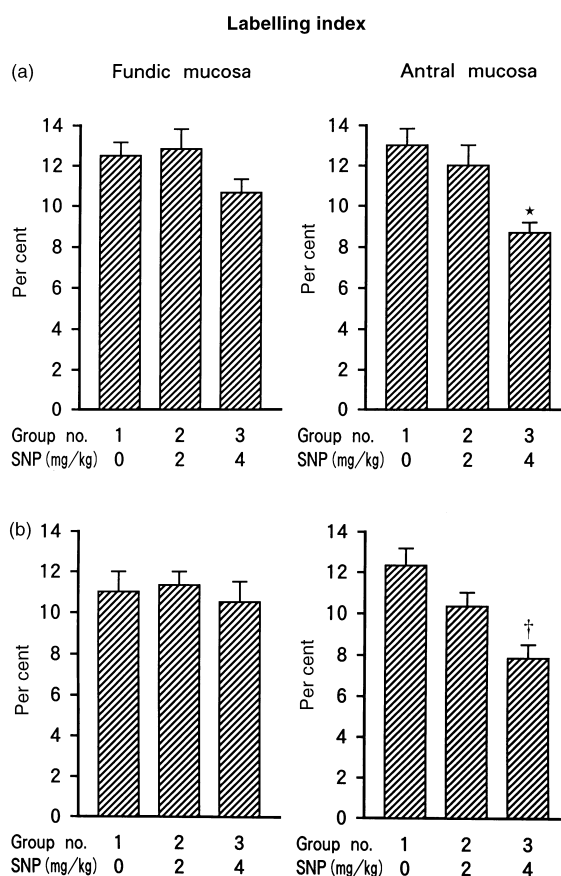 Labelling index
(a)
Fundic mucosa
Antral mucosa
Per cent
14
12
10
8
6
4
2
0
Group no. 1 2 3
SNP (mg/kg) 0 2 4
Per cent
14
12
10
8
6
4
2
0
★
Group no. 1 2 3
SNP (mg/kg) 0 2 4
(b)
Per cent
14
12
10
8
6
4
2
0
Group no. 1 2 3
SNP (mg/kg) 0 2 4
Per cent
14
12
10
8
6
4
2
0
†
Group no. 1 2 3
SNP (mg/kg) 0 2 4